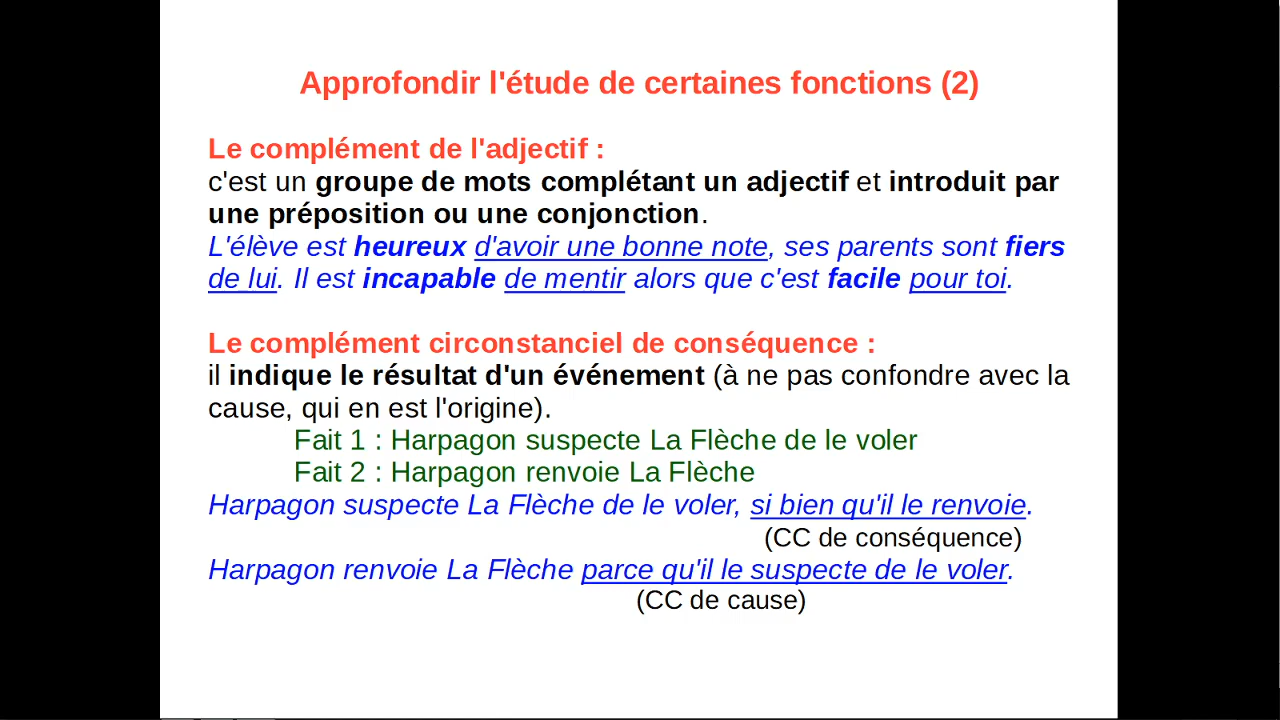 Approfondir l'étude de certaines fonctions (2)
Le complément de l'adjectif :
c'est un groupe de mots complétant un adjectif et introduit par
une préposition ou une conjonction.
L'élève est heureux d'avoir une bonne note, ses parents sont fiers
de lui. Il est incapable de mentir alors que c'est facile pour toi.
Le complément circonstanciel de conséquence :
il indique le résultat d'un événement (à ne pas confondre avec la
cause, qui en est l'origine).
Fait 1 : Harpagon suspecte La Flèche de le voler
Fait 2 : Harpagon renvoie La Flèche
Harpagon suspecte La Flèche de le voler, si bien qu'il le renvoie.
(CC de conséquence)
Harpagon renvoie La Flèche parce qu'il le suspecte de le voler.
(CC de cause)